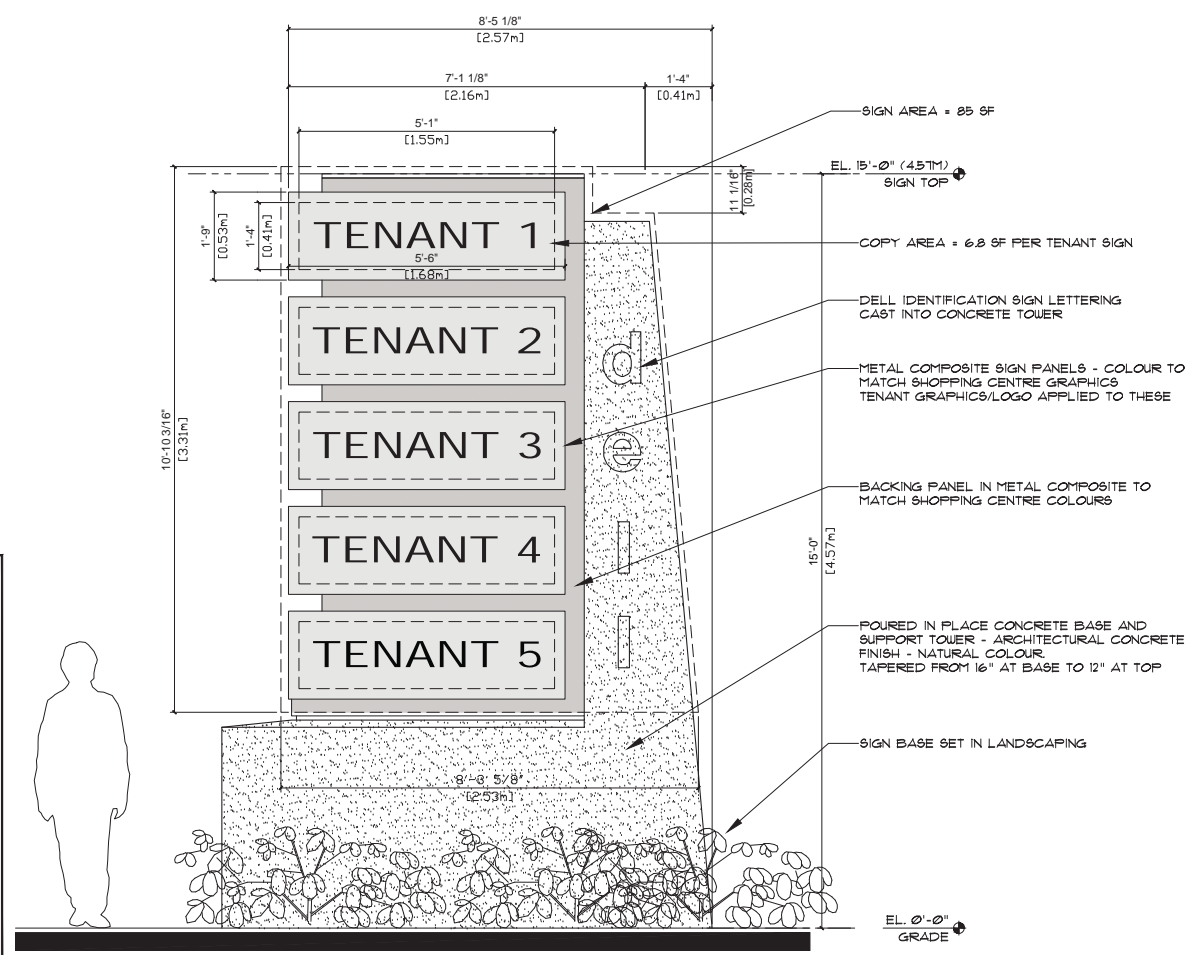 8'-5 1/8"
[2.57m]
7'-1 1/8"
[2.16m]
1'-4"
[0.41m]
5'-1"
[1.55m]
SIGN AREA = 85 SF
EL. 15'-0" (4.57M)
SIGN TOP
11 1/16"
[0.28m]
1'-9"
[0.53m]
1'-4"
[0.41m]
TENANT 1
5'-6"
[1.68m]
COPY AREA = 6.8 SF PER TENANT SIGN
DELL IDENTIFICATION SIGN LETTERING
CAST INTO CONCRETE TOWER
TENANT 2
d
METAL COMPOSITE SIGN PANELS - COLOUR TO
MATCH SHOPPING CENTRE GRAPHICS
TENANT GRAPHICS/LOGO APPLIED TO THESE
10'-10 3/16"
[3.31m]
TENANT 3
e
BACKING PANEL IN METAL COMPOSITE TO
MATCH SHOPPING CENTRE COLOURS
TENANT 4
l
15'-0"
[4.57m]
TENANT 5
l
POURED IN PLACE CONCRETE BASE AND
SUPPORT TOWER - ARCHITECTURAL CONCRETE
FINISH - NATURAL COLOUR.
TAPERED FROM 16" AT BASE TO 12" AT TOP
SIGN BASE SET IN LANDSCAPING
8'-3 5/8"
[2.53m]
EL. 0'-0"
GRADE